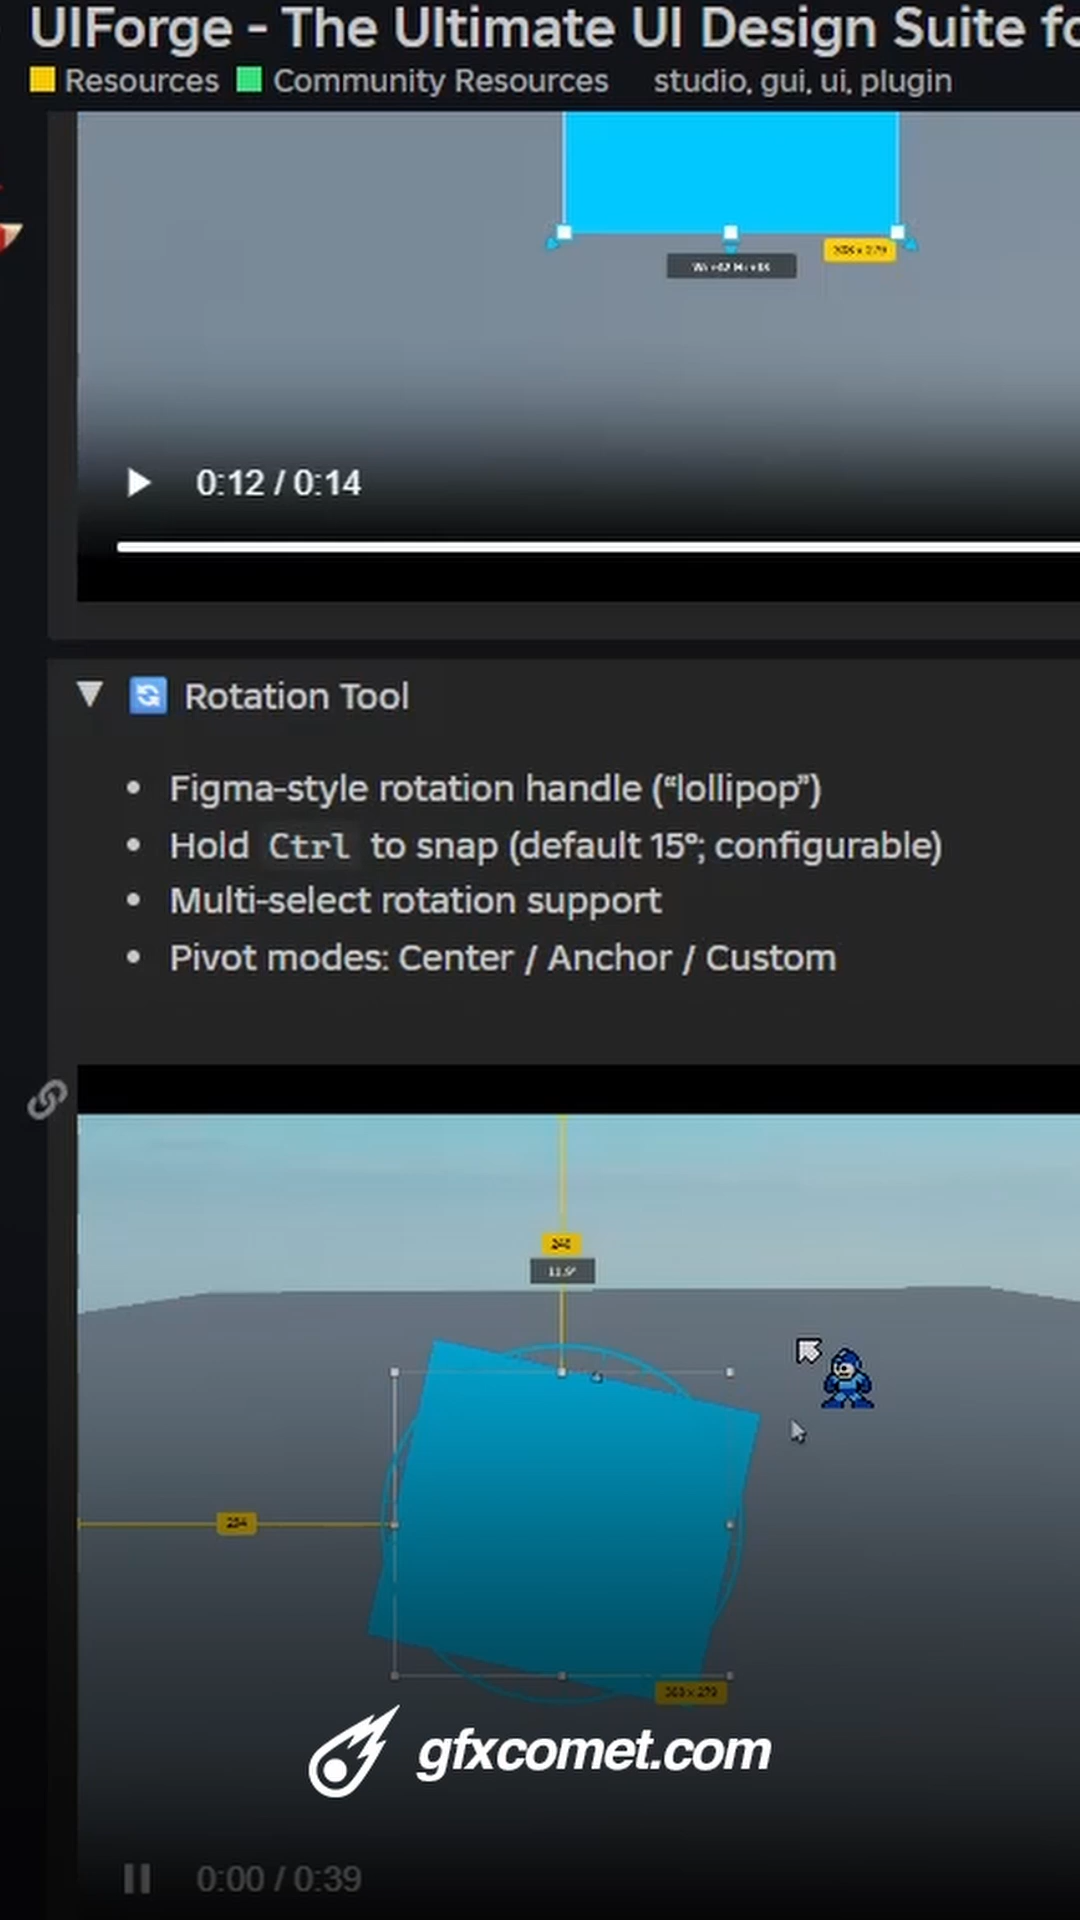 UIForge - The Ultimate UI Design Suite fo
Resources Community Resources studio, gui, ui, plugin
0:12 / 0:14
Rotation Tool
Figma-style rotation handle (“lollipop”)
Hold Ctrl to snap (default 15°; configurable)
Multi-select rotation support
Pivot modes: Center / Anchor / Custom
gfxcomet.com
0:00 / 0:39